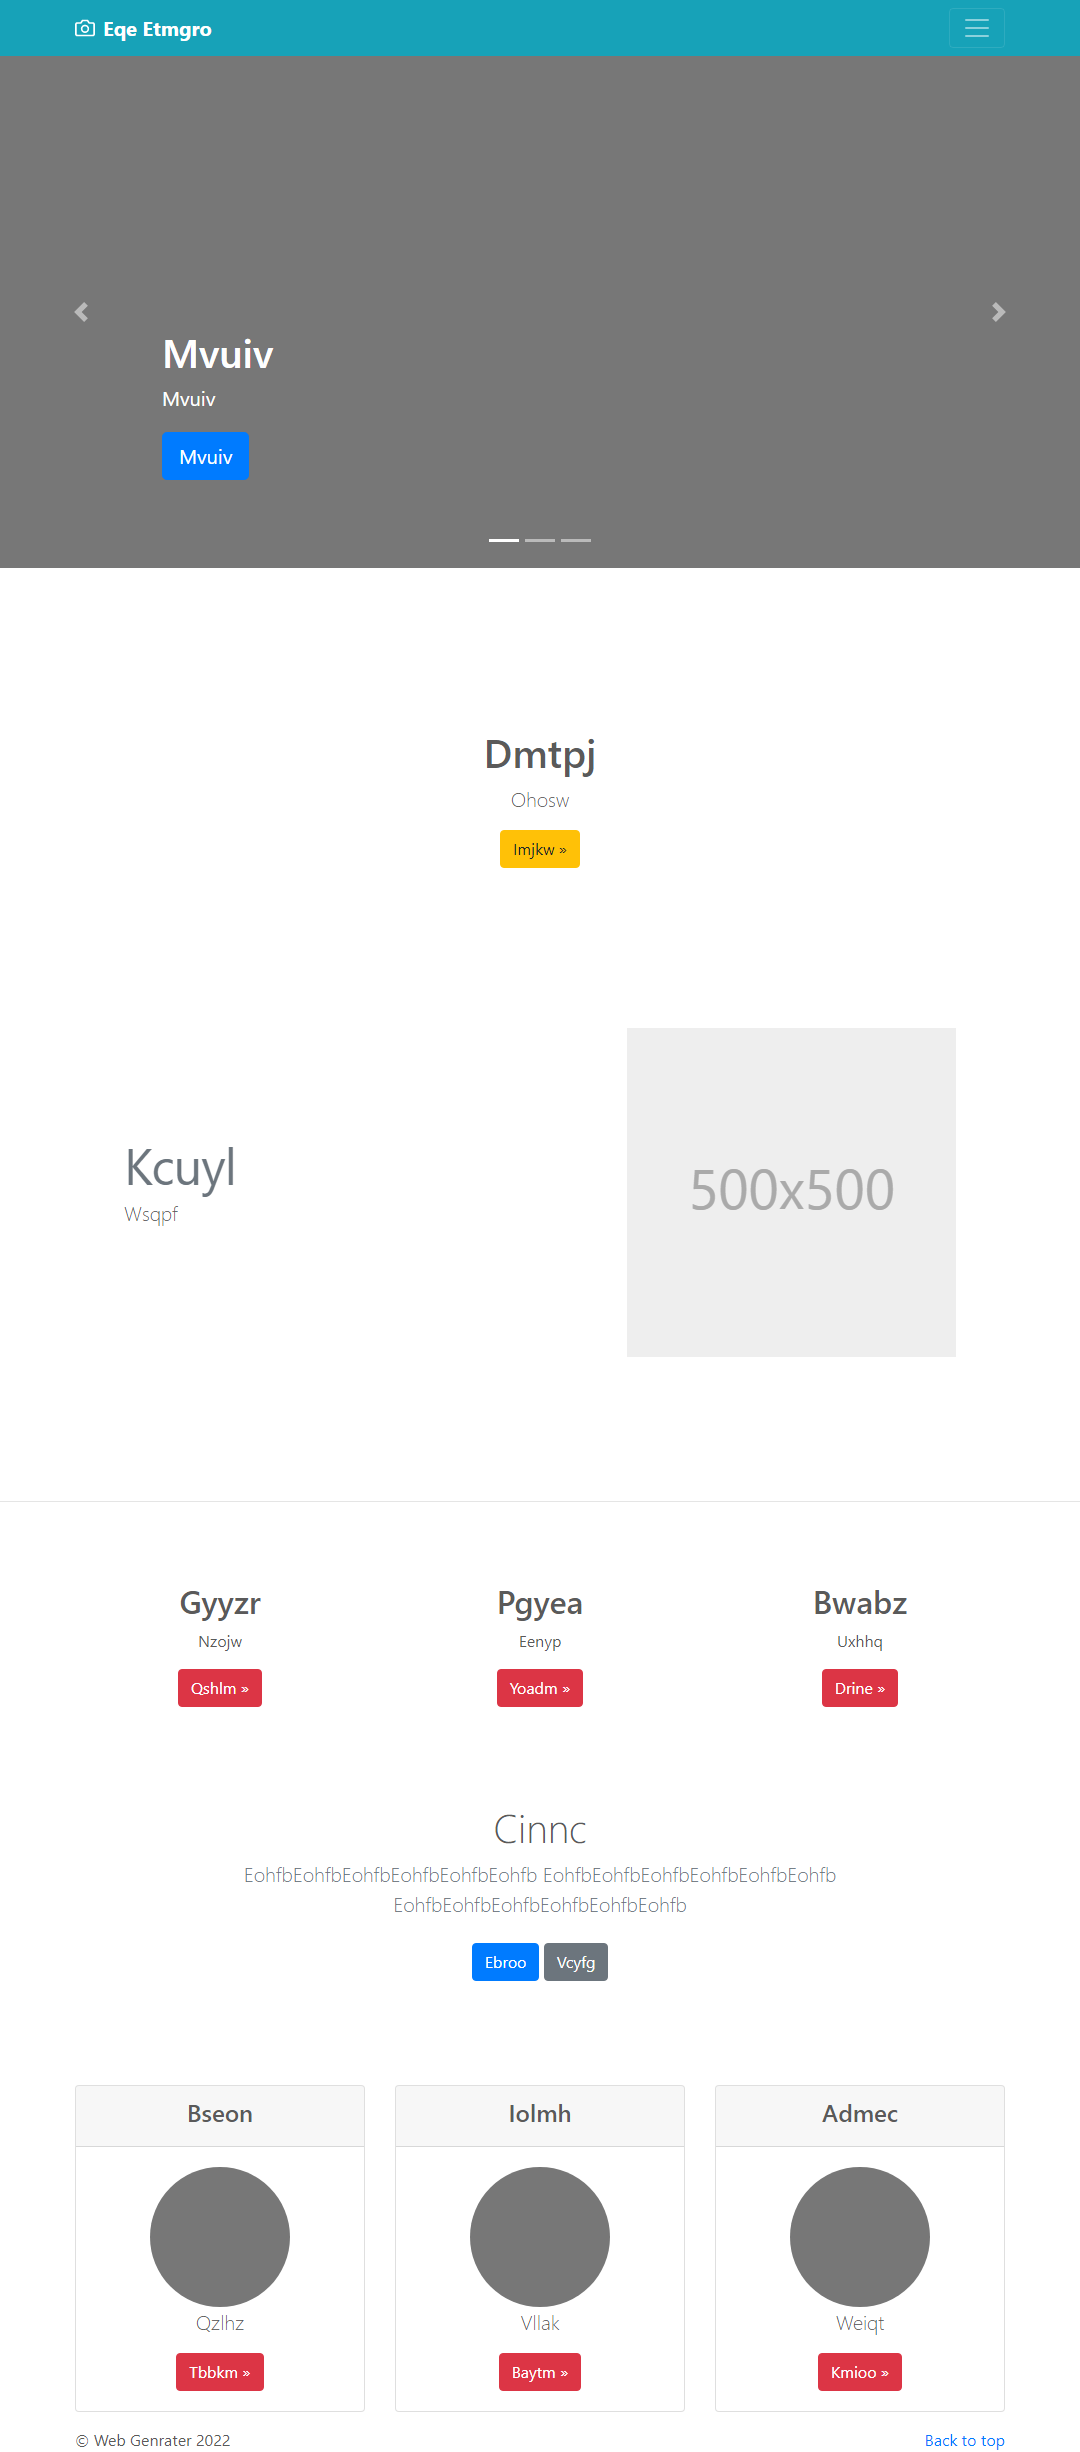 Eqe Etmgro
Mvuiv
Mvuiv
Mvuiv
Dmtpj
Ohosw
Imjkw »
Kcuyl
Wsqpf
500x500
Gyyzr
Nzojw
Qshlm »
Pgyea
Eenyp
Yoadm »
Bwabz
Uxhhq
Drine »
Cinnc
EohfbEohfbEohfbEohfbEohfbEohfb EohfbEohfbEohfbEohfbEohfbEohfb
EohfbEohfbEohfbEohfbEohfbEohfb
Ebroo Vcyfg
Bseon
Qzlhz
Tbbkm »
Iolmh
Vllak
Baytm »
Admec
Weiqt
Kmioo »
© Web Genrater 2022
Back to top